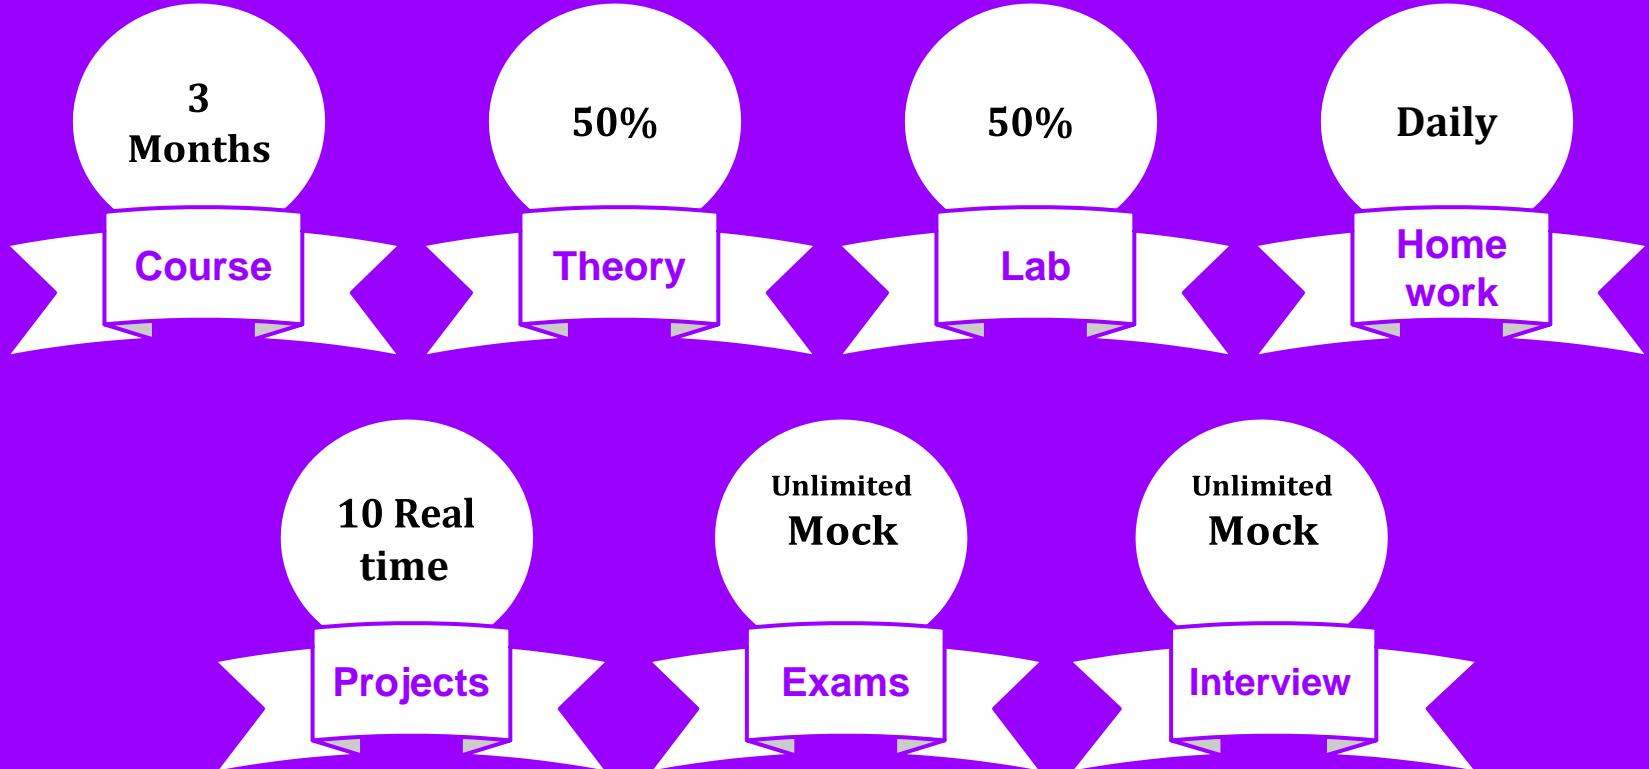 3
Months
Course
50%
Theory
50%
Lab
Daily
Home
work
10 Real
time
Projects
Unlimited
Mock
Exams
Unlimited
Mock
Interview